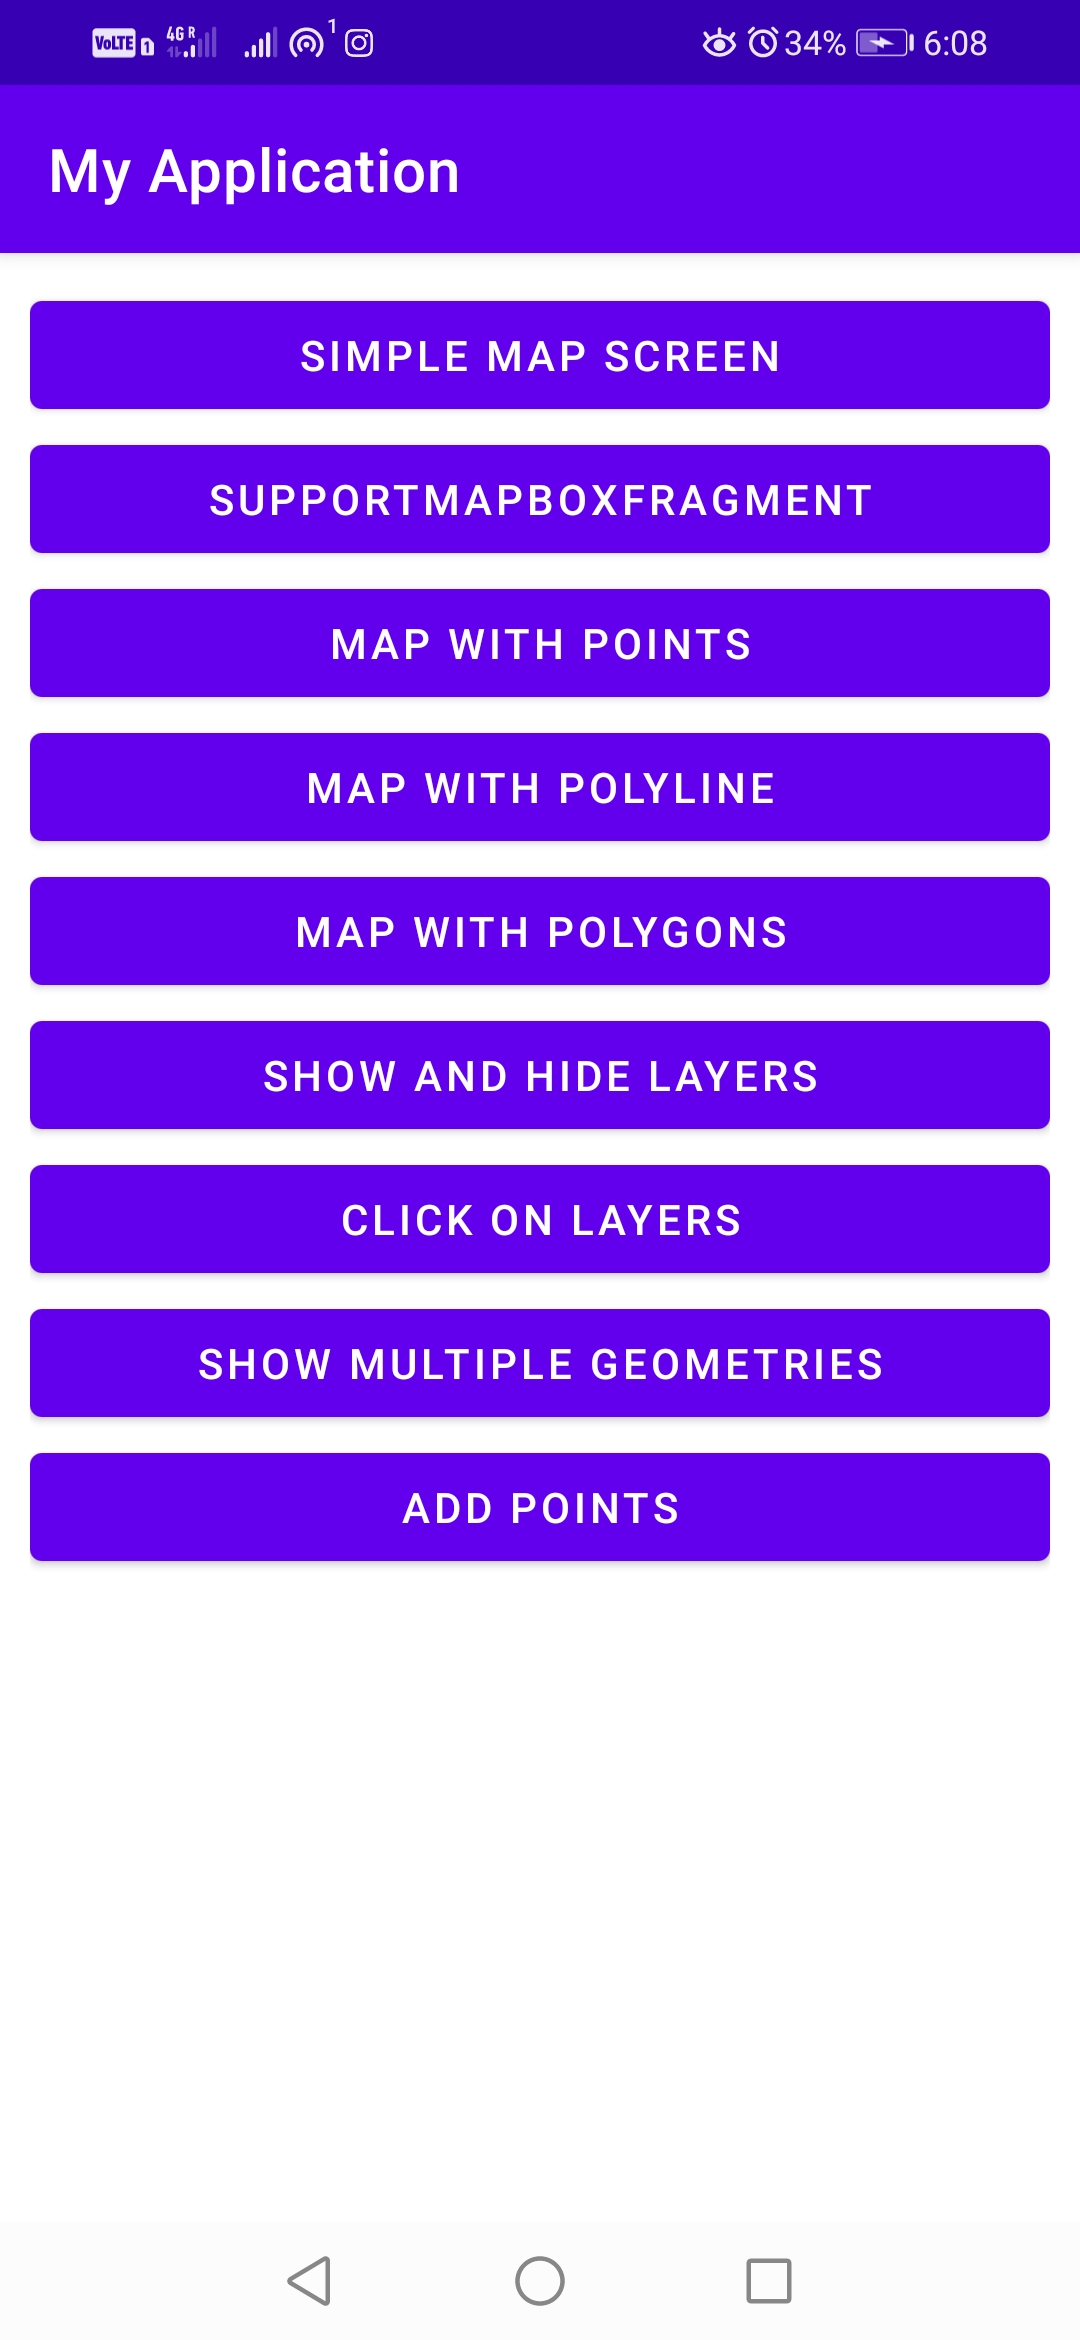 VoLTE 1 4G R 1 34% 6:08
My Application
SIMPLE MAP SCREEN
SUPPORTMAPBOXFRAGMENT
MAP WITH POINTS
MAP WITH POLYLINE
MAP WITH POLYGONS
SHOW AND HIDE LAYERS
CLICK ON LAYERS
SHOW MULTIPLE GEOMETRIES
ADD POINTS